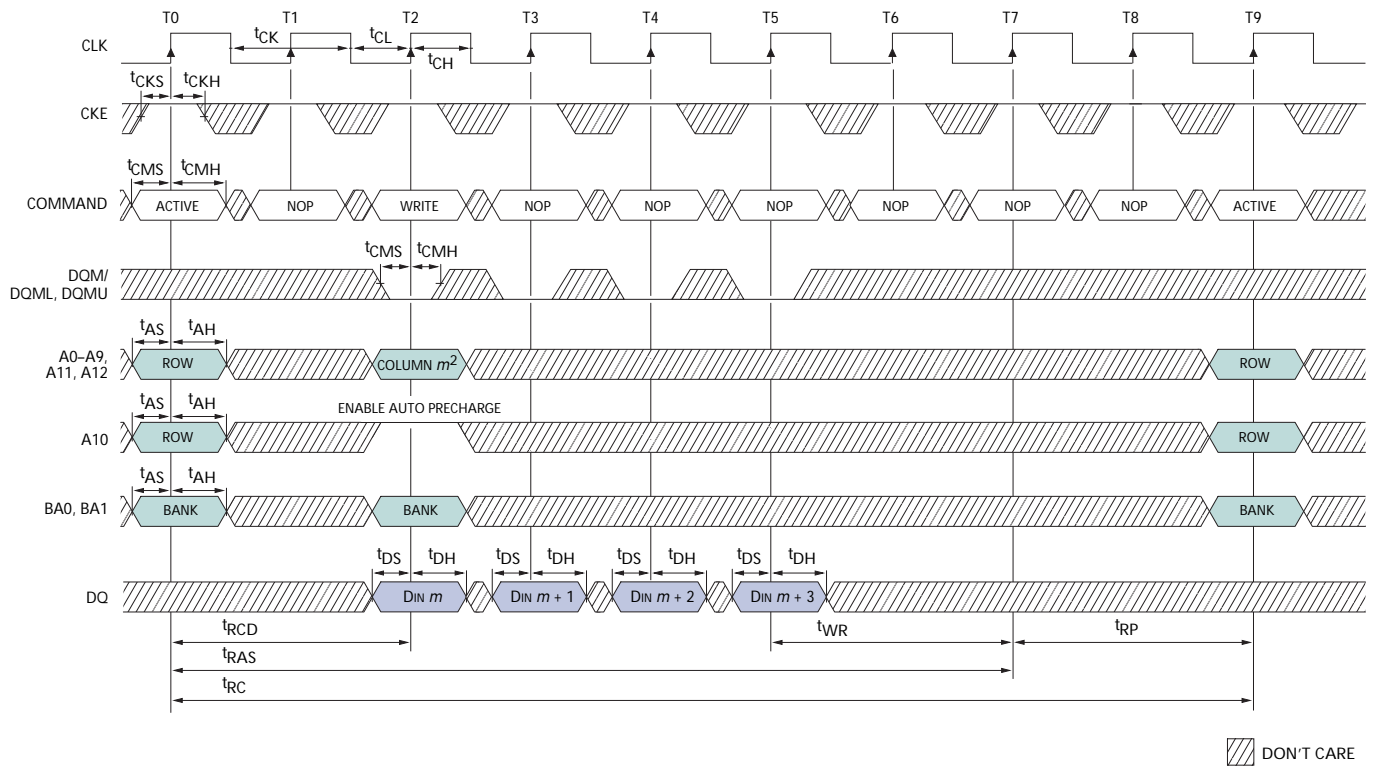 T0 T1 T2 T3 T4 T5 T6 T7 T8 T9
CLK
tCK tCL
tCH
tCKS tCKH
CKE
tCMS tCMH
COMMAND ACTIVE NOP WRITE NOP NOP NOP NOP NOP NOP ACTIVE
tCMS tCMH
DQM/
DQML, DQMU
tAS tAH
A0–A9,
A11, A12
ROW COLUMN m2 ROW
tAS tAH
ENABLE AUTO PRECHARGE
A10 ROW ROW
tAS tAH
BA0, BA1 BANK BANK BANK
tDS tDH tDS tDH tDS tDH tDS tDH
DQ DIN m DIN m + 1 DIN m + 2 DIN m + 3
tRCD tWR tRP
tRAS
tRC
DON'T CARE